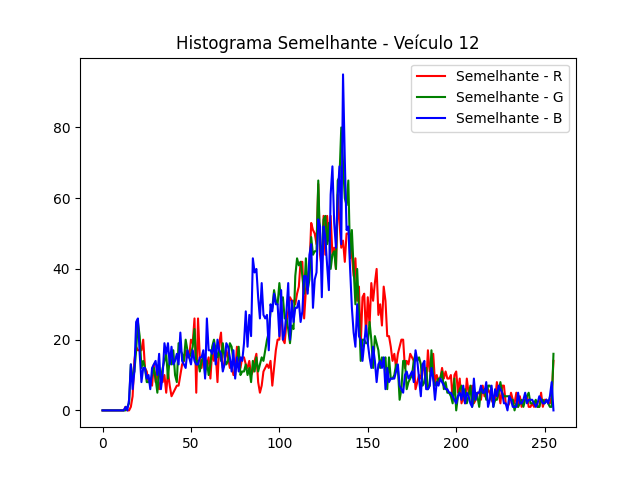 Histograma Semelhante - Veículo 12
Semelhante - R
Semelhante - G
Semelhante - B
80
60
40
20
0
0 50 100 150 200 250